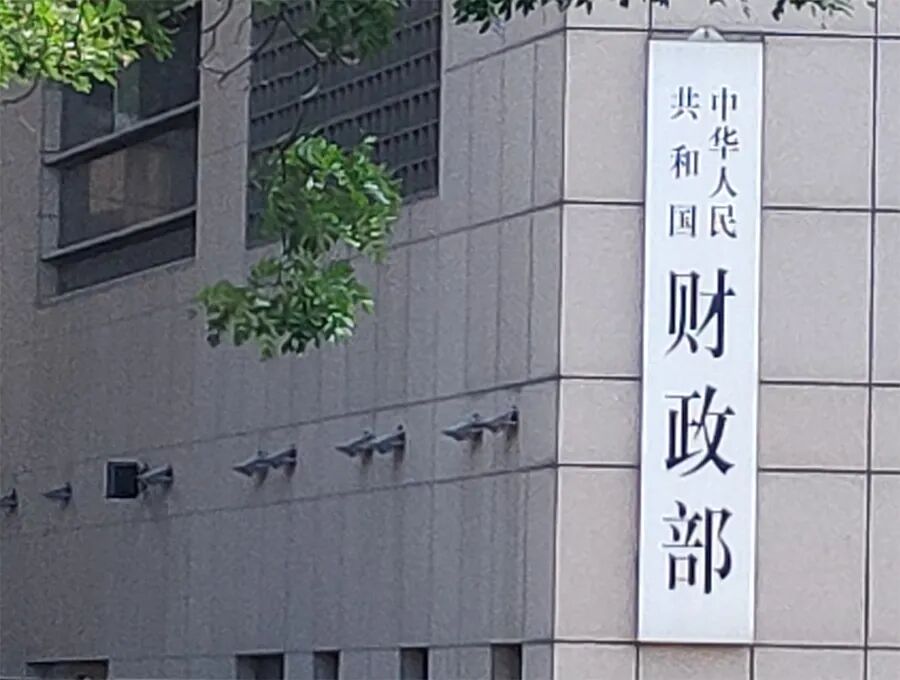 中华人民
共和国
财政部